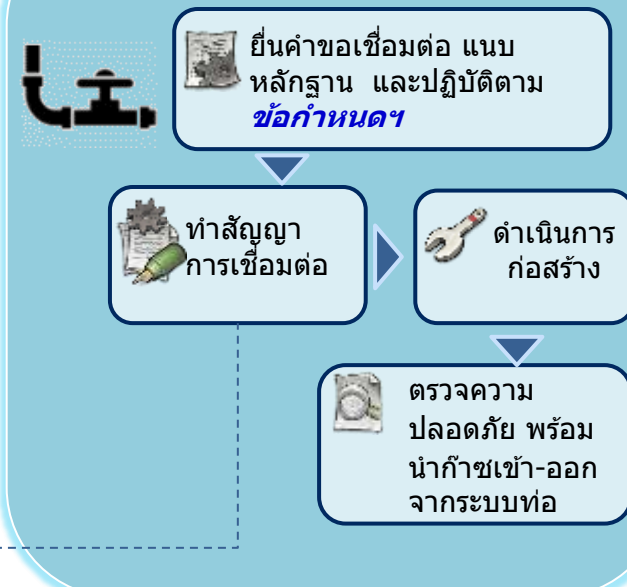 ยื่นคำขอเชื่อมต่อ แนบ
หลักฐาน และปฏิบัติตาม
ข้อกำหนดฯ
ทำสัญญา
การเชื่อมต่อ
ดำเนินการ
ก่อสร้าง
ตรวจความ
ปลอดภัย พร้อม
นำก๊าซเข้า-ออก
จากระบบท่อ